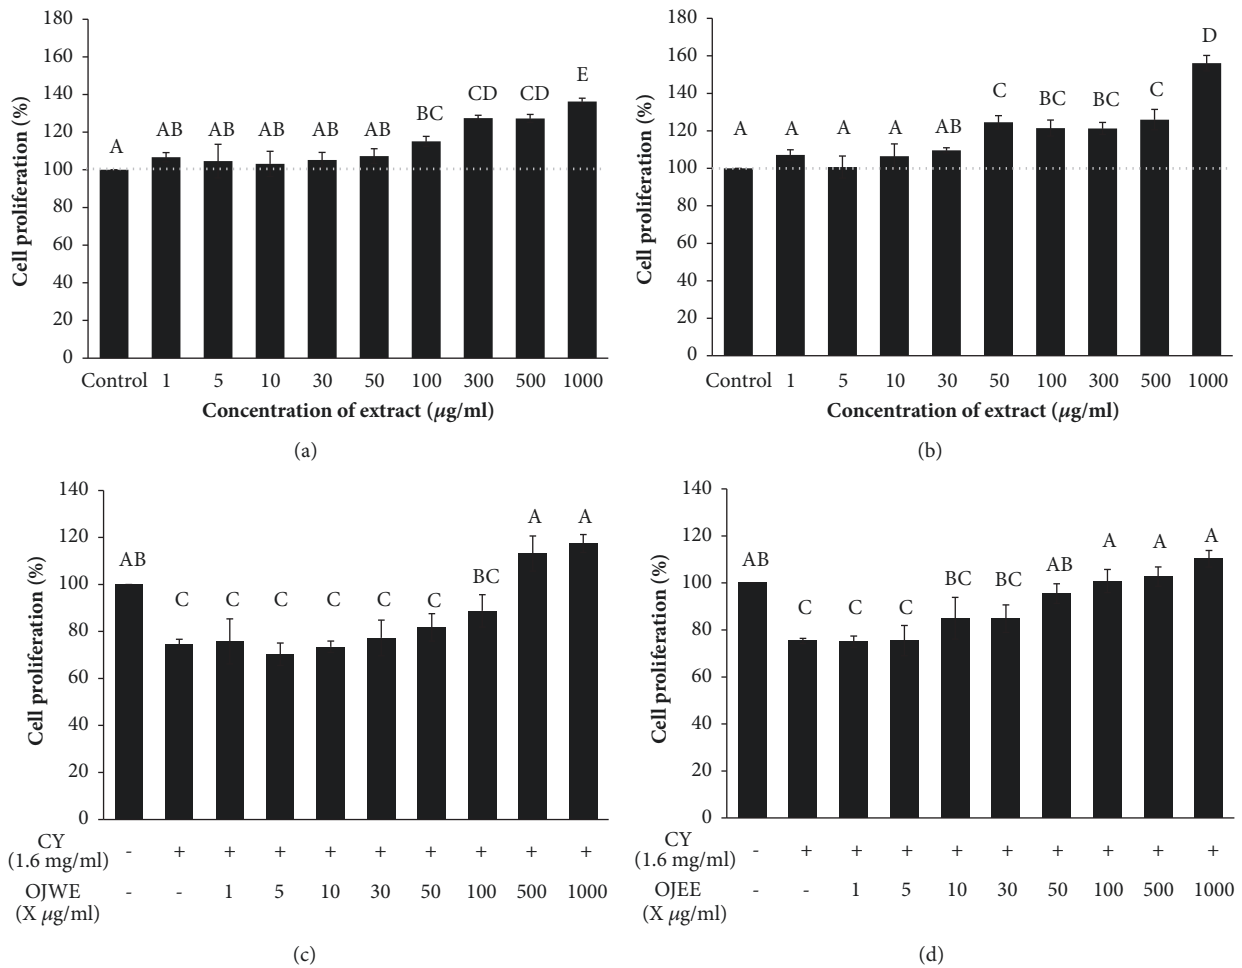 180
160
140
120
100
80
60
40
20
0
Cell proliferation (%)
A
AB
AB
AB
AB
AB
BC
CD
CD
E
Control 1 5 10 30 50 100 300 500 1000
Concentration of extract (μg/ml)
(a)
180
160
140
120
100
80
60
40
20
0
Cell proliferation (%)
A
A
A
A
AB
C
BC
BC
C
D
Control 1 5 10 30 50 100 300 500 1000
Concentration of extract (μg/ml)
(b)
140
120
100
80
60
40
20
0
Cell proliferation (%)
AB
C
C
C
C
C
C
BC
A
A
CY
(1.6 mg/ml)
- + + + + + + + + +
OJWE
(X μg/ml)
- - 1 5 10 30 50 100 500 1000
(c)
140
120
100
80
60
40
20
0
Cell proliferation (%)
AB
C
C
C
BC
BC
AB
A
A
A
CY
(1.6 mg/ml)
- + + + + + + + + +
OJEE
(X μg/ml)
- - 1 5 10 30 50 100 500 1000
(d)